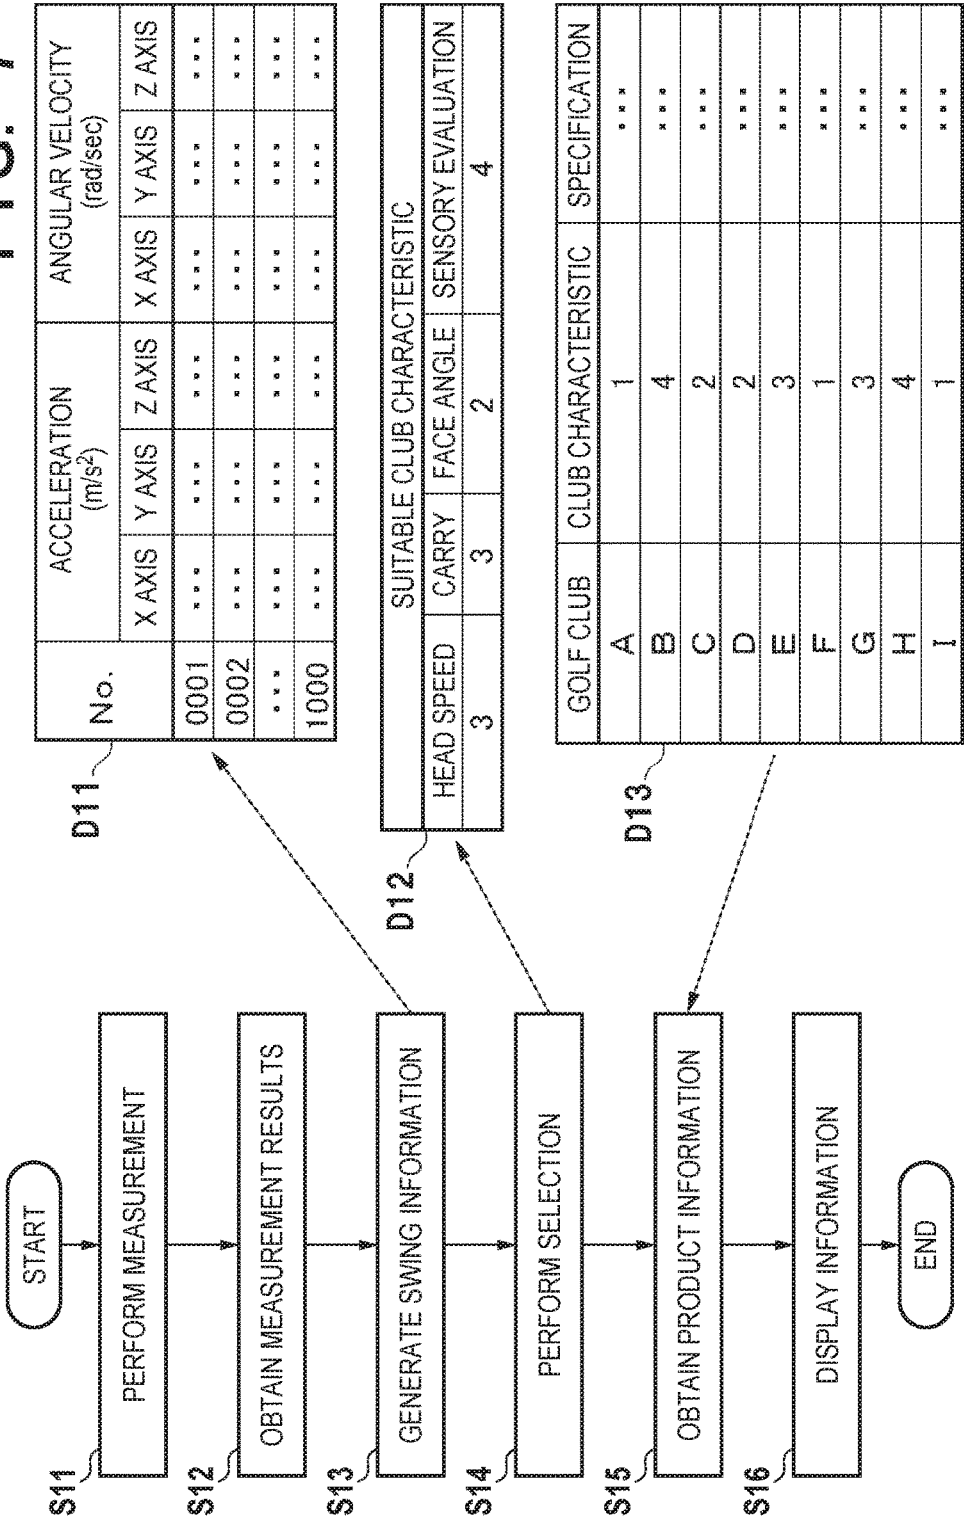 FIG. 7
START
S11
PERFORM MEASUREMENT
S12
OBTAIN MEASUREMENT RESULTS
S13
GENERATE SWING INFORMATION
S14
PERFORM SELECTION
S15
OBTAIN PRODUCT INFORMATION
S16
DISPLAY INFORMATION
END
D11
No. ACCELERATION (m/s²) ANGULAR VELOCITY (rad/sec)
X AXIS Y AXIS Z AXIS X AXIS Y AXIS Z AXIS
0001 ... ... ... ... ... ...
0002 ... ... ... ... ... ...
... ... ... ... ... ... ...
1000 ... ... ... ... ... ...
D12
SUITABLE CLUB CHARACTERISTIC
HEAD SPEED CARRY FACE ANGLE SENSORY EVALUATION
3 3 2 4
D13
GOLF CLUB CLUB CHARACTERISTIC SPECIFICATION
A 1 ...
B 4 ...
C 2 ...
D 2 ...
E 3 ...
F 1 ...
G 3 ...
H 4 ...
I 1 ...